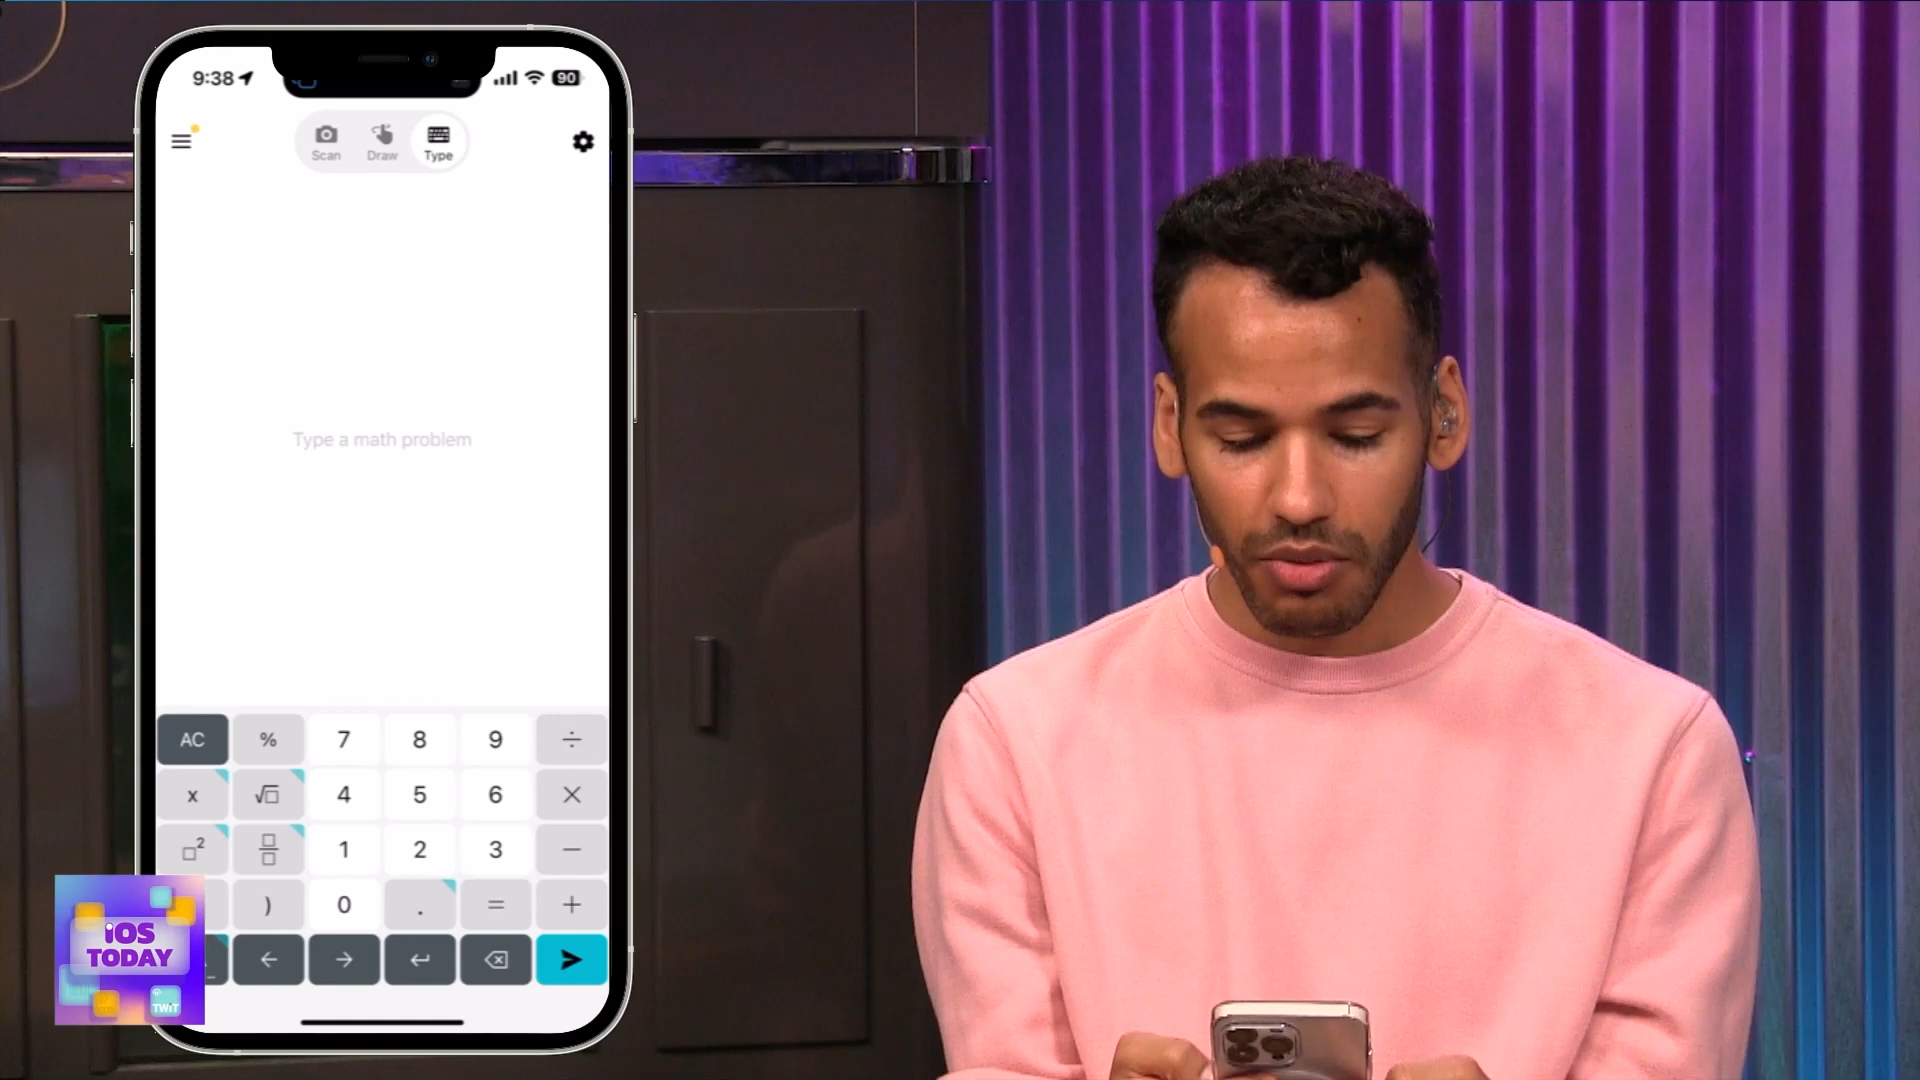 9:38
90
Scan
Draw
Type
Type a math problem
AC % 7 8 9 ÷
x √□ 4 5 6 ×
□² □/□ 1 2 3 −
) 0 . = +
← → ↵ ⌫
iOS
TODAY
TWiT